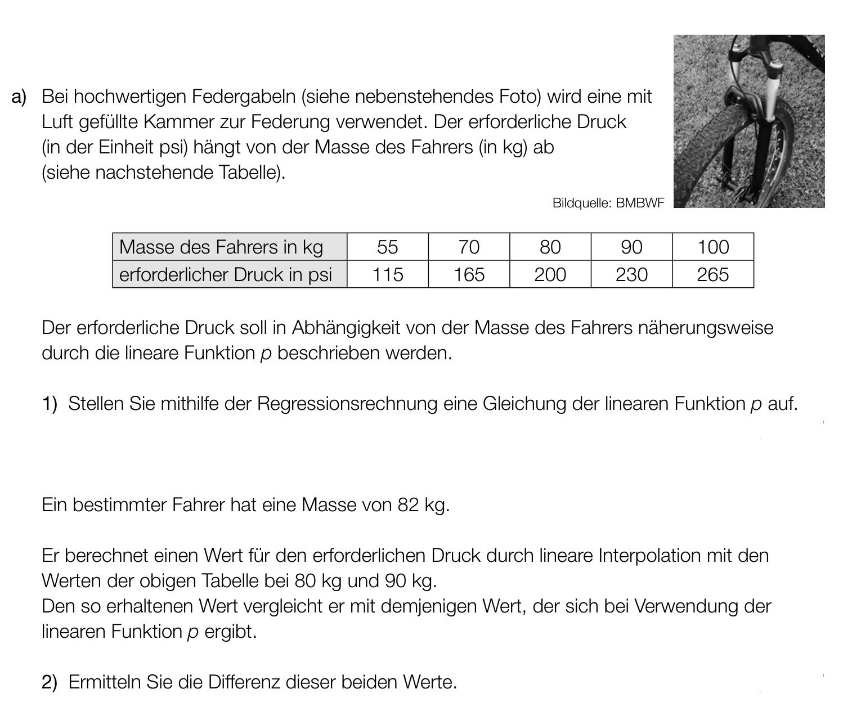 a) Bei hochwertigen Federgabeln (siehe nebenstehendes Foto) wird eine mit
Luft gefüllte Kammer zur Federung verwendet. Der erforderliche Druck
(in der Einheit psi) hängt von der Masse des Fahrers (in kg) ab
(siehe nachstehende Tabelle).
Bildquelle: BMBWF
Masse des Fahrers in kg 55 70 80 90 100
erforderlicher Druck in psi 115 165 200 230 265
Der erforderliche Druck soll in Abhängigkeit von der Masse des Fahrers näherungsweise
durch die lineare Funktion p beschrieben werden.
1) Stellen Sie mithilfe der Regressionsrechnung eine Gleichung der linearen Funktion p auf.
Ein bestimmter Fahrer hat eine Masse von 82 kg.
Er berechnet einen Wert für den erforderlichen Druck durch lineare Interpolation mit den
Werten der obigen Tabelle bei 80 kg und 90 kg.
Den so erhaltenen Wert vergleicht er mit demjenigen Wert, der sich bei Verwendung der
linearen Funktion p ergibt.
2) Ermitteln Sie die Differenz dieser beiden Werte.